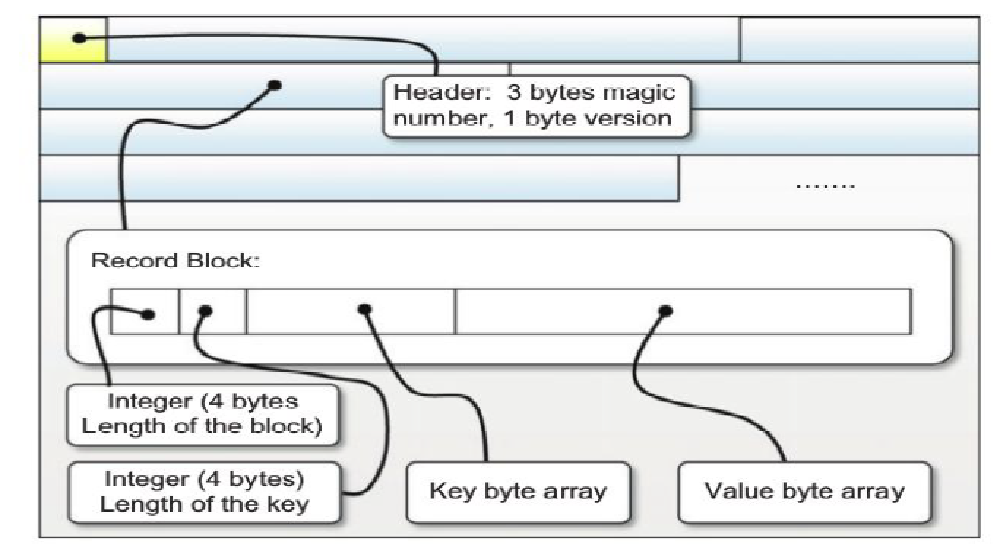 Header: 3 bytes magic
number, 1 byte version
.......
Record Block:
Integer (4 bytes
Length of the block)
Integer (4 bytes)
Length of the key
Key byte array
Value byte array